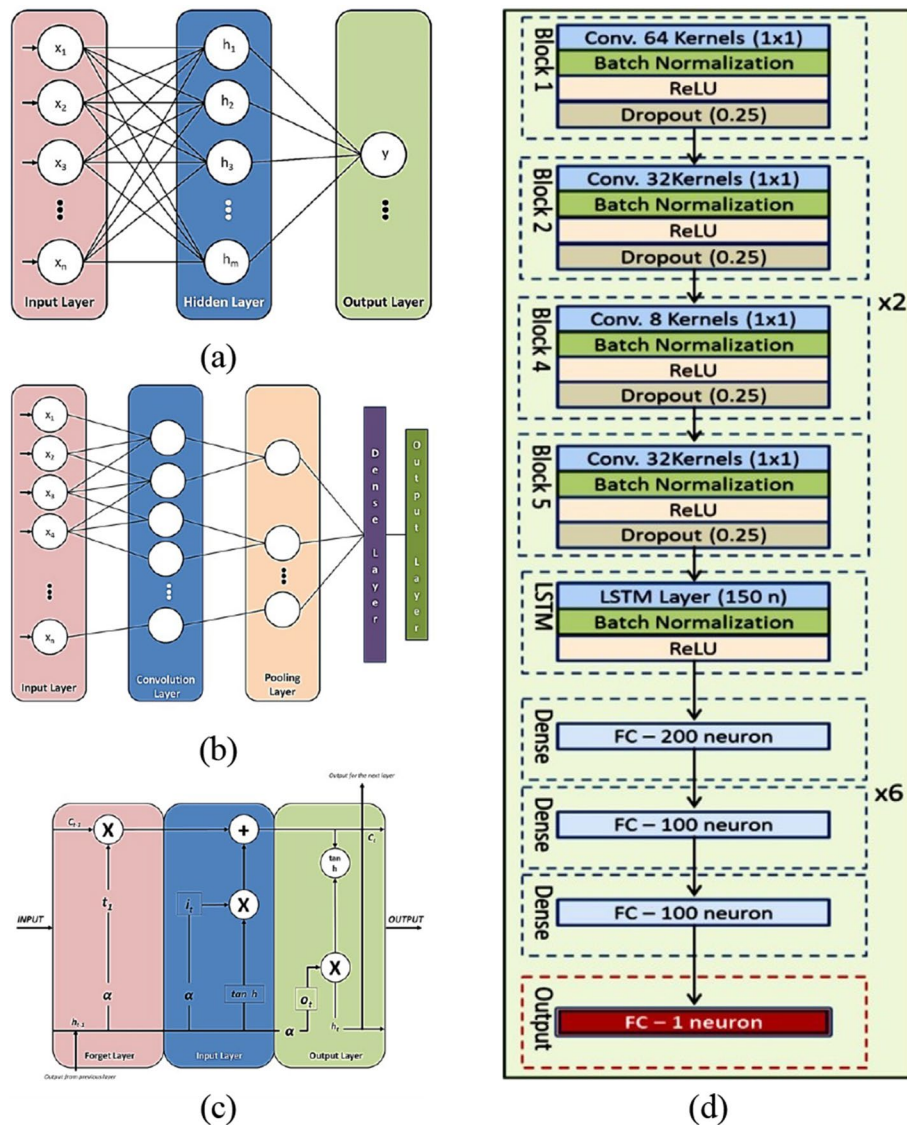 x1
x2
x3
xn
Input Layer
h1
h2
h3
hm
Hidden Layer
y
Output Layer
(a)
x1
x2
x3
x4
xn
Input Layer
Convolution
Layer
Pooling
Layer
Dense Layer
Output Layer
(b)
Output for the next layer
Ct-1
X
+
Ct
tan
h
t1
it
X
INPUT
OUTPUT
X
α
α
tan h
ot
α
ht
ht-1
Forget Layer
Input Layer
Output Layer
Output from previous layer
(c)
Block 1
Conv. 64 Kernels (1x1)
Batch Normalization
ReLU
Dropout (0.25)
Block 2
Conv. 32Kernels (1x1)
Batch Normalization
ReLU
Dropout (0.25)
x2
Block 4
Conv. 8 Kernels (1x1)
Batch Normalization
ReLU
Dropout (0.25)
Block 5
Conv. 32Kernels (1x1)
Batch Normalization
ReLU
Dropout (0.25)
LSTM
LSTM Layer (150 n)
Batch Normalization
ReLU
Dense
FC – 200 neuron
x6
Dense
FC – 100 neuron
Dense
FC – 100 neuron
Output
FC – 1 neuron
(d)